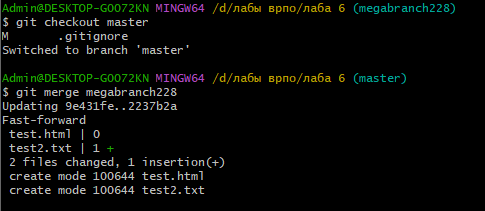 Admin@DESKTOP-GOO72KN MINGW64 /d/лабы врпо/лаба 6 (megabranch228)
$ git checkout master
M       .gitignore
Switched to branch 'master'

Admin@DESKTOP-GOO72KN MINGW64 /d/лабы врпо/лаба 6 (master)
$ git merge megabranch228
Updating 9e431fe..2237b2a
Fast-forward
 test.html | 0
 test2.txt | 1 +
 2 files changed, 1 insertion(+)
 create mode 100644 test.html
 create mode 100644 test2.txt